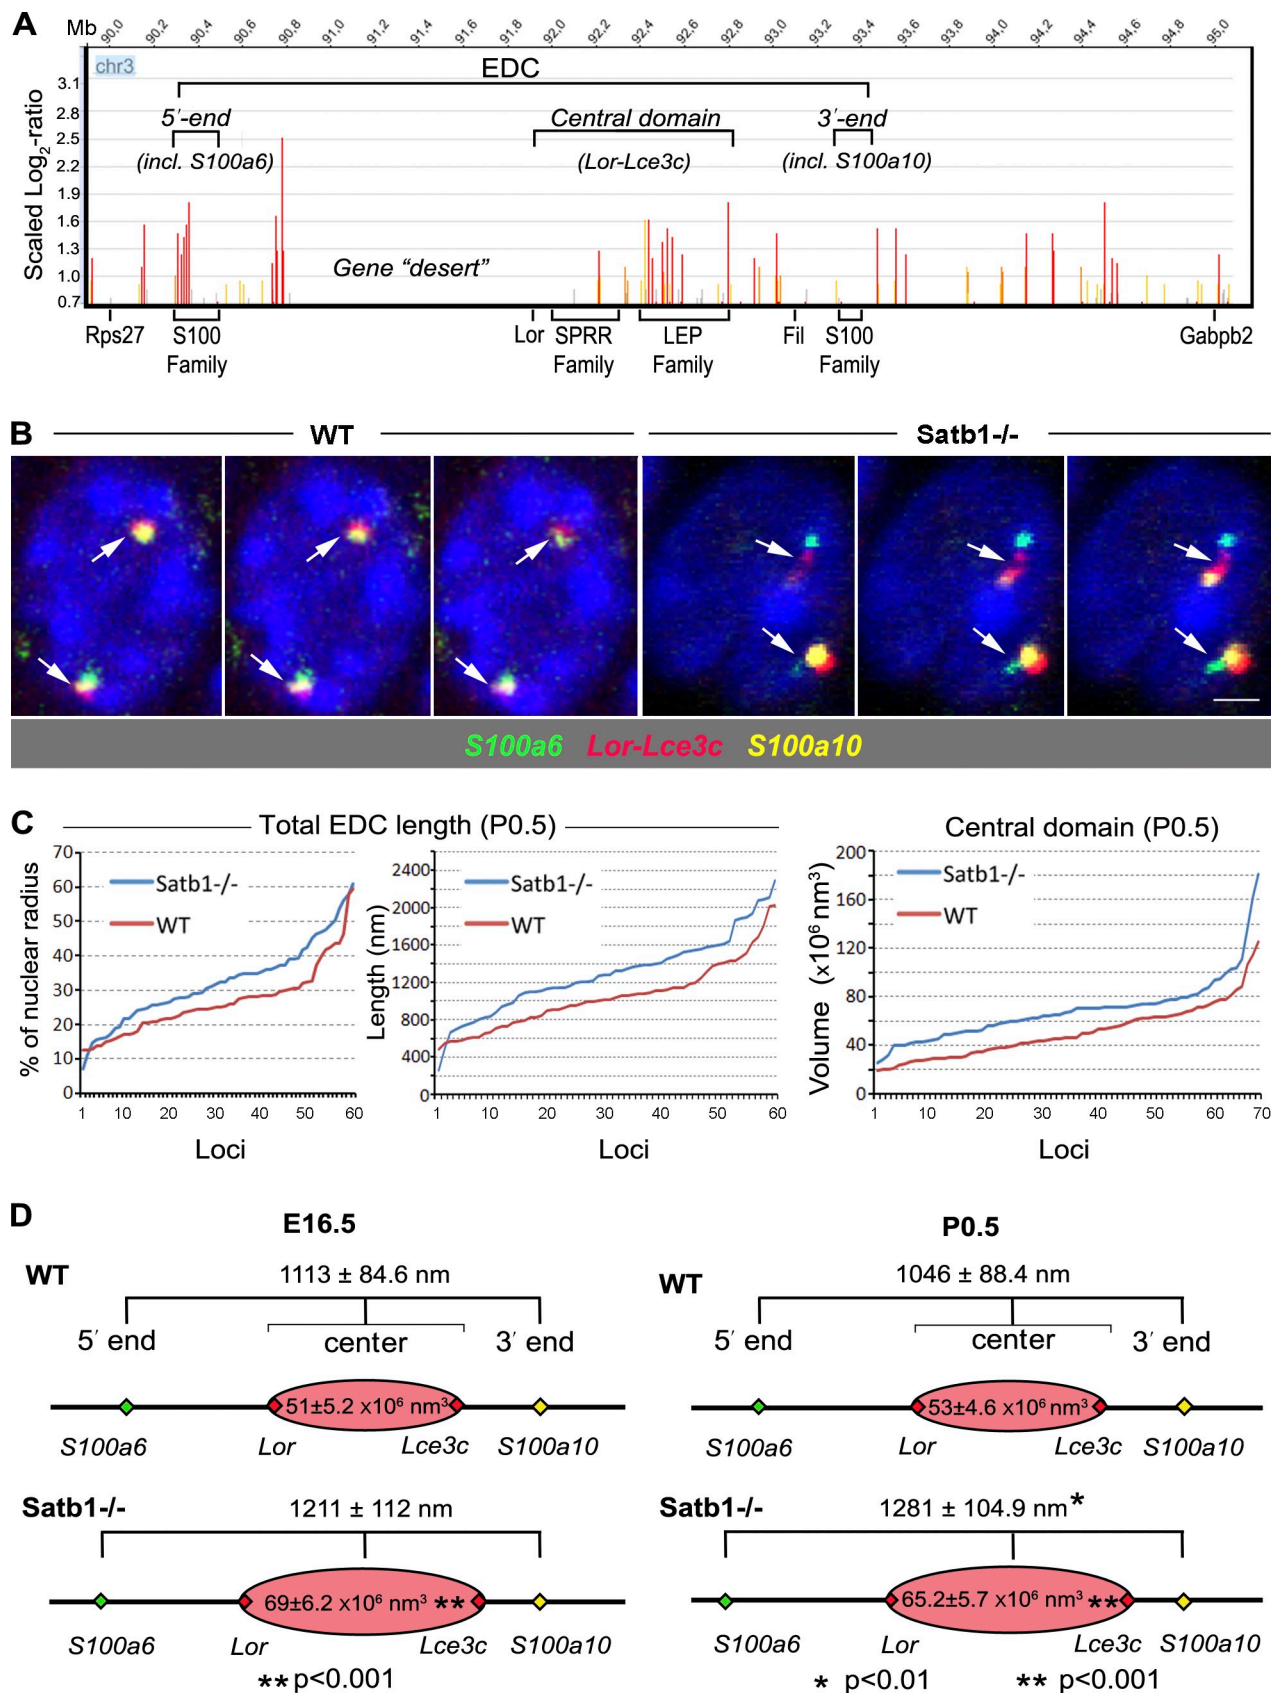 A
Mb 90.0 90.2 90.4 90.6 90.8 91.0 91.2 91.4 91.6 91.8 92.0 92.2 92.4 92.6 92.8 93.0 93.2 93.4 93.6 93.8 94.0 94.2 94.4 94.6 94.8 95.0
chr3
EDC
Scaled Log2-ratio
3.1
2.8
2.5
2.2
1.9
1.6
1.3
1.0
0.7
5′-end Central domain 3′-end
(incl. S100a6) (Lor-Lce3c) (incl. S100a10)
Gene “desert”
Rps27 S100 Lor SPRR LEP Fil S100 Gabpb2
Family Family Family Family
B WT Satb1-/-
S100a6 Lor-Lce3c S100a10
C Total EDC length (P0.5) Central domain (P0.5)
% of nuclear radius
70
60
50
40
30
20
10
0
Satb1-/-
WT
1 10 20 30 40 50 60
Loci
Length (nm)
2400
2000
1600
1200
800
400
0
Satb1-/-
WT
1 10 20 30 40 50 60
Loci
Volume (x10⁶ nm³)
200
160
120
80
40
0
Satb1-/-
WT
1 10 20 30 40 50 60 70
Loci
D
E16.5
WT 1113 ± 84.6 nm
5′ end center 3′ end
51±5.2 x10⁶ nm³
S100a6 Lor Lce3c S100a10
Satb1-/- 1211 ± 112 nm
69±6.2 x10⁶ nm³ **
S100a6 Lor Lce3c S100a10
** p<0.001
P0.5
WT 1046 ± 88.4 nm
5′ end center 3′ end
53±4.6 x10⁶ nm³
S100a6 Lor Lce3c S100a10
Satb1-/- 1281 ± 104.9 nm*
65.2±5.7 x10⁶ nm³ **
S100a6 Lor Lce3c S100a10
* p<0.01 ** p<0.001